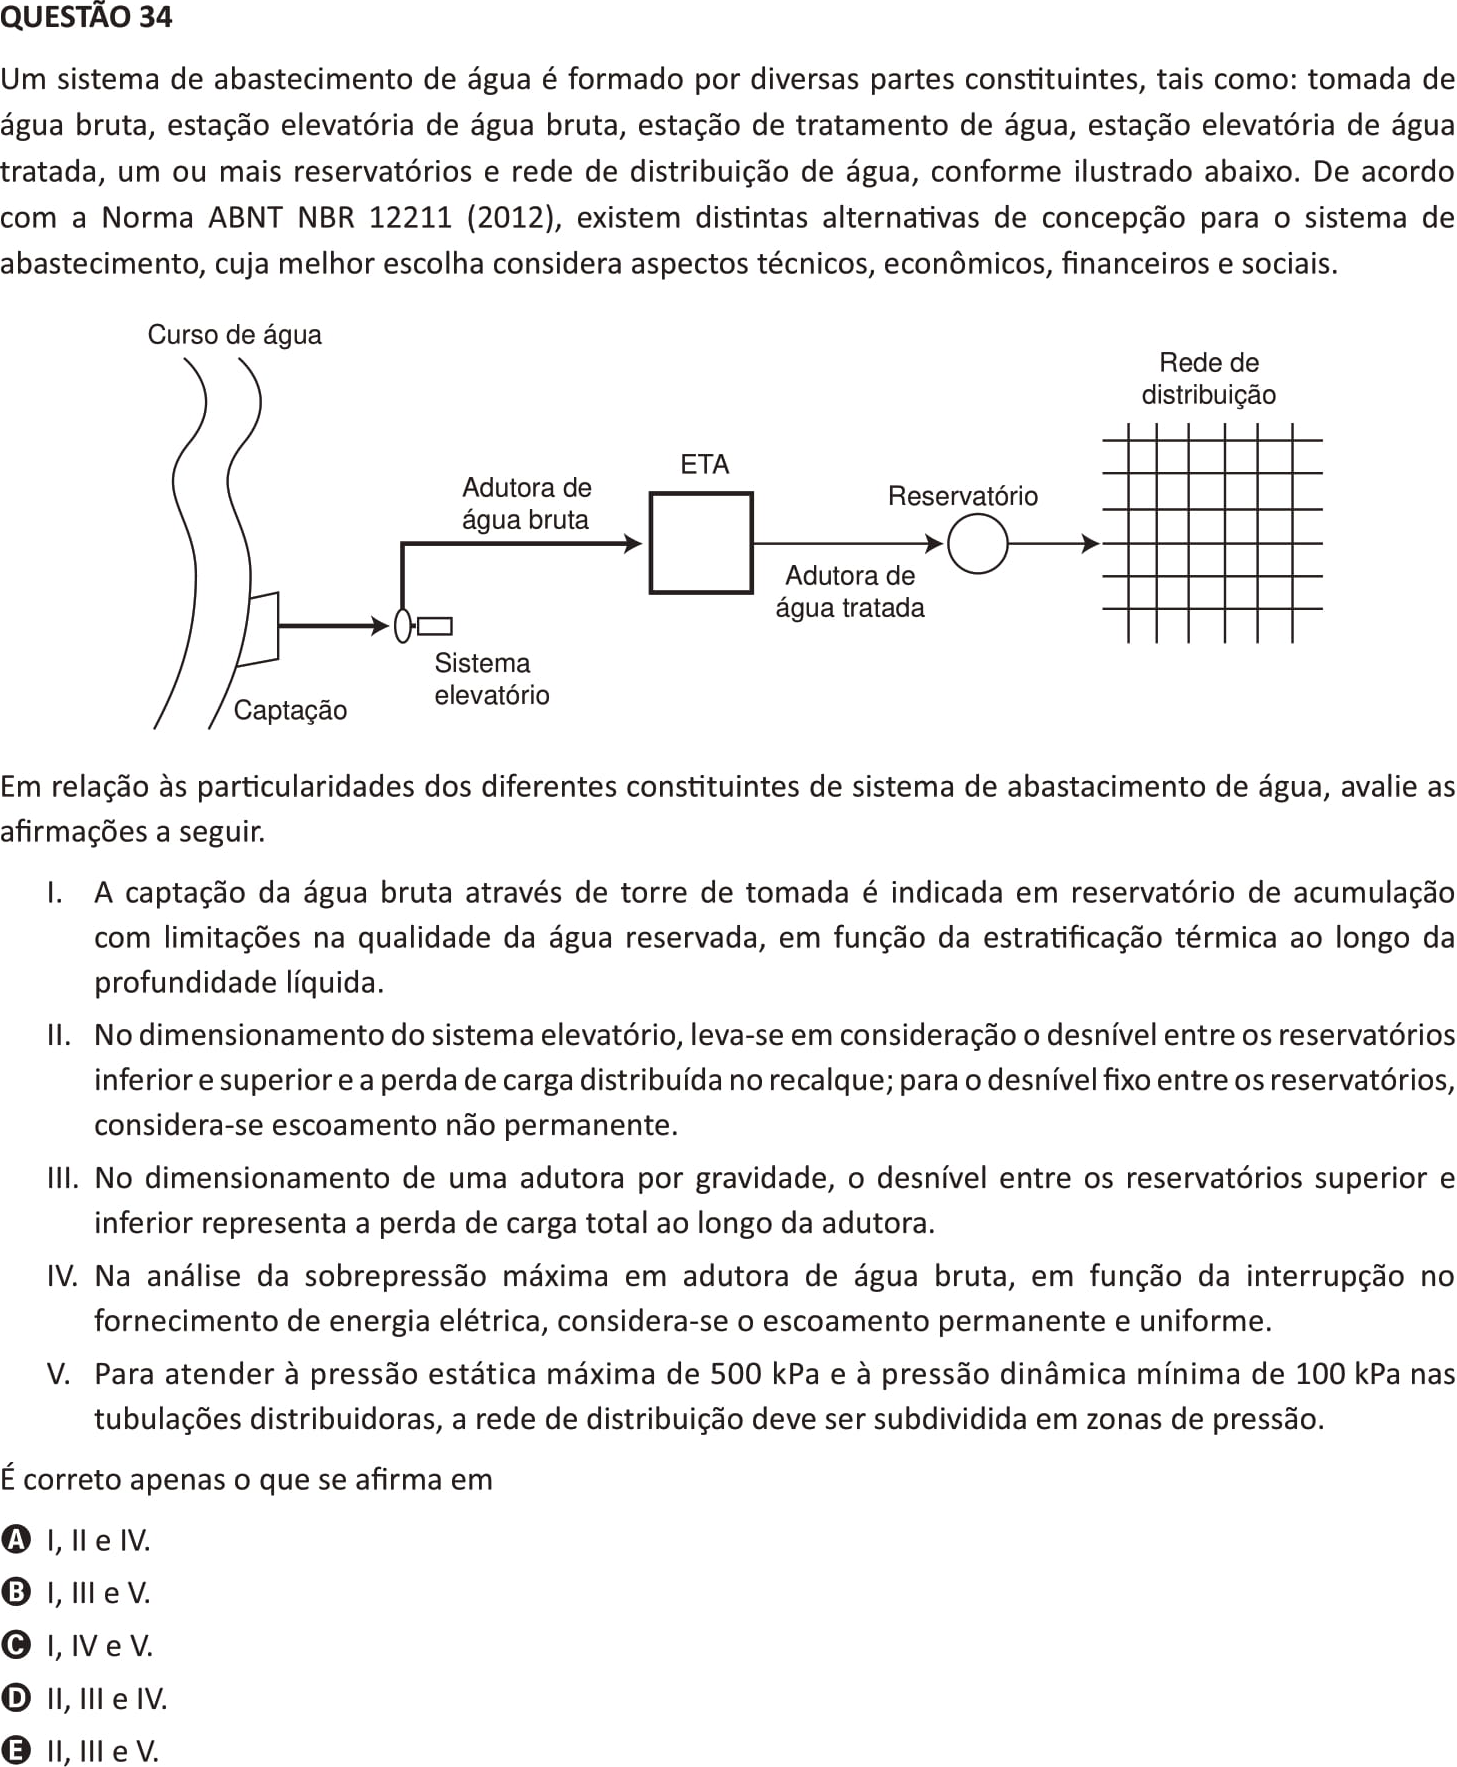 QUESTÃO 34
Um sistema de abastecimento de água é formado por diversas partes constituintes, tais como: tomada de
água bruta, estação elevatória de água bruta, estação de tratamento de água, estação elevatória de água
tratada, um ou mais reservatórios e rede de distribuição de água, conforme ilustrado abaixo. De acordo
com a Norma ABNT NBR 12211 (2012), existem distintas alternativas de concepção para o sistema de
abastecimento, cuja melhor escolha considera aspectos técnicos, econômicos, financeiros e sociais.
Curso de água
Rede de
distribuição
ETA
Adutora de
água bruta
Reservatório
Adutora de
água tratada
Sistema
elevatório
Captação
Em relação às particularidades dos diferentes constituintes de sistema de abastacimento de água, avalie as
afirmações a seguir.
I. A captação da água bruta através de torre de tomada é indicada em reservatório de acumulação
com limitações na qualidade da água reservada, em função da estratificação térmica ao longo da
profundidade líquida.
II. No dimensionamento do sistema elevatório, leva-se em consideração o desnível entre os reservatórios
inferior e superior e a perda de carga distribuída no recalque; para o desnível fixo entre os reservatórios,
considera-se escoamento não permanente.
III. No dimensionamento de uma adutora por gravidade, o desnível entre os reservatórios superior e
inferior representa a perda de carga total ao longo da adutora.
IV. Na análise da sobrepressão máxima em adutora de água bruta, em função da interrupção no
fornecimento de energia elétrica, considera-se o escoamento permanente e uniforme.
V. Para atender à pressão estática máxima de 500 kPa e à pressão dinâmica mínima de 100 kPa nas
tubulações distribuidoras, a rede de distribuição deve ser subdividida em zonas de pressão.
É correto apenas o que se afirma em
A I, II e IV.
B I, III e V.
C I, IV e V.
D II, III e IV.
E II, III e V.